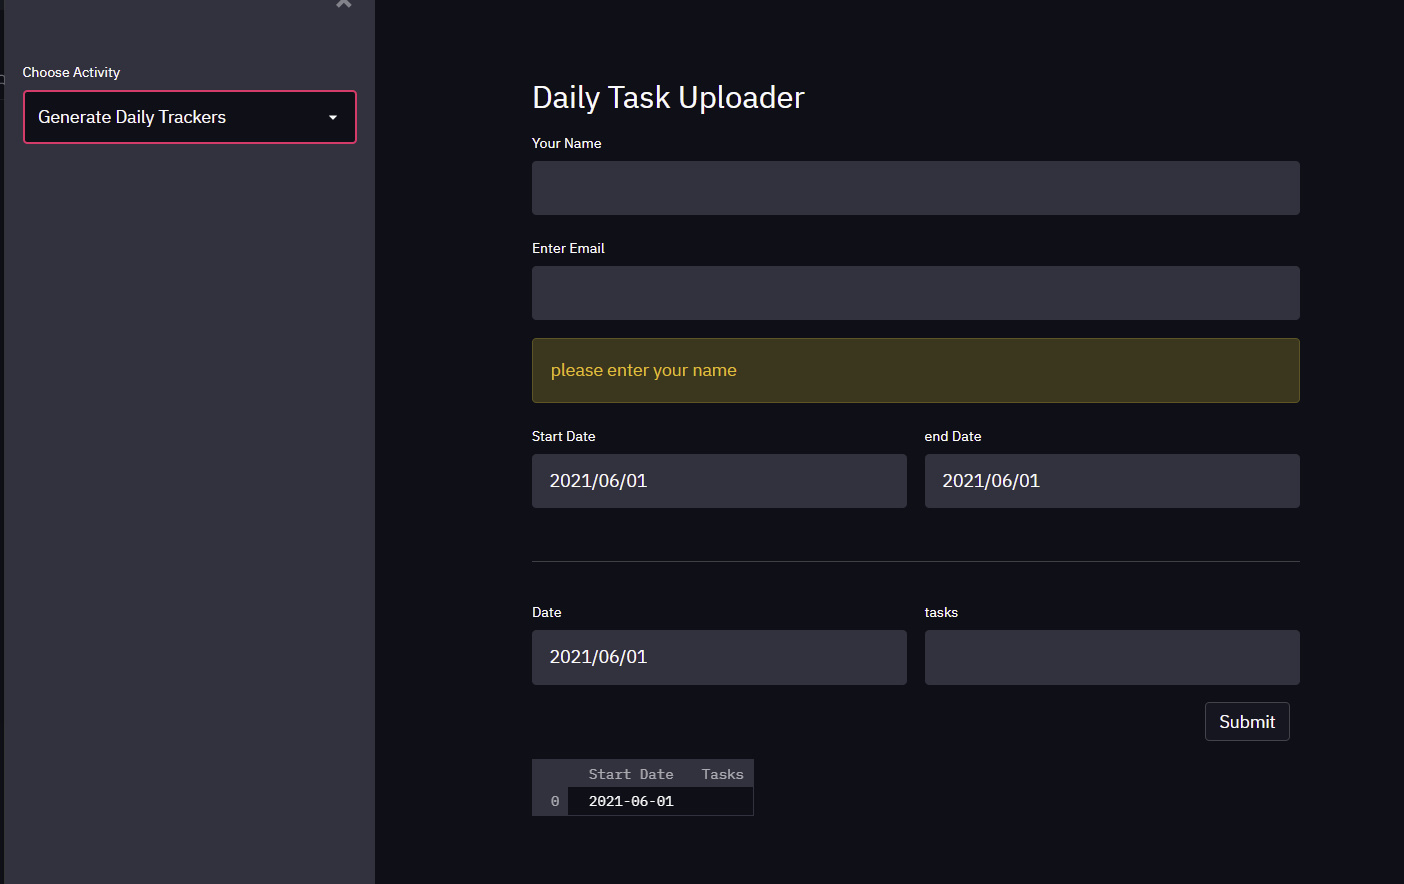 Choose Activity
Generate Daily Trackers
Daily Task Uploader
Your Name
Enter Email
please enter your name
Start Date end Date
2021/06/01 2021/06/01
Date tasks
2021/06/01
Submit
Start Date Tasks
0 2021-06-01